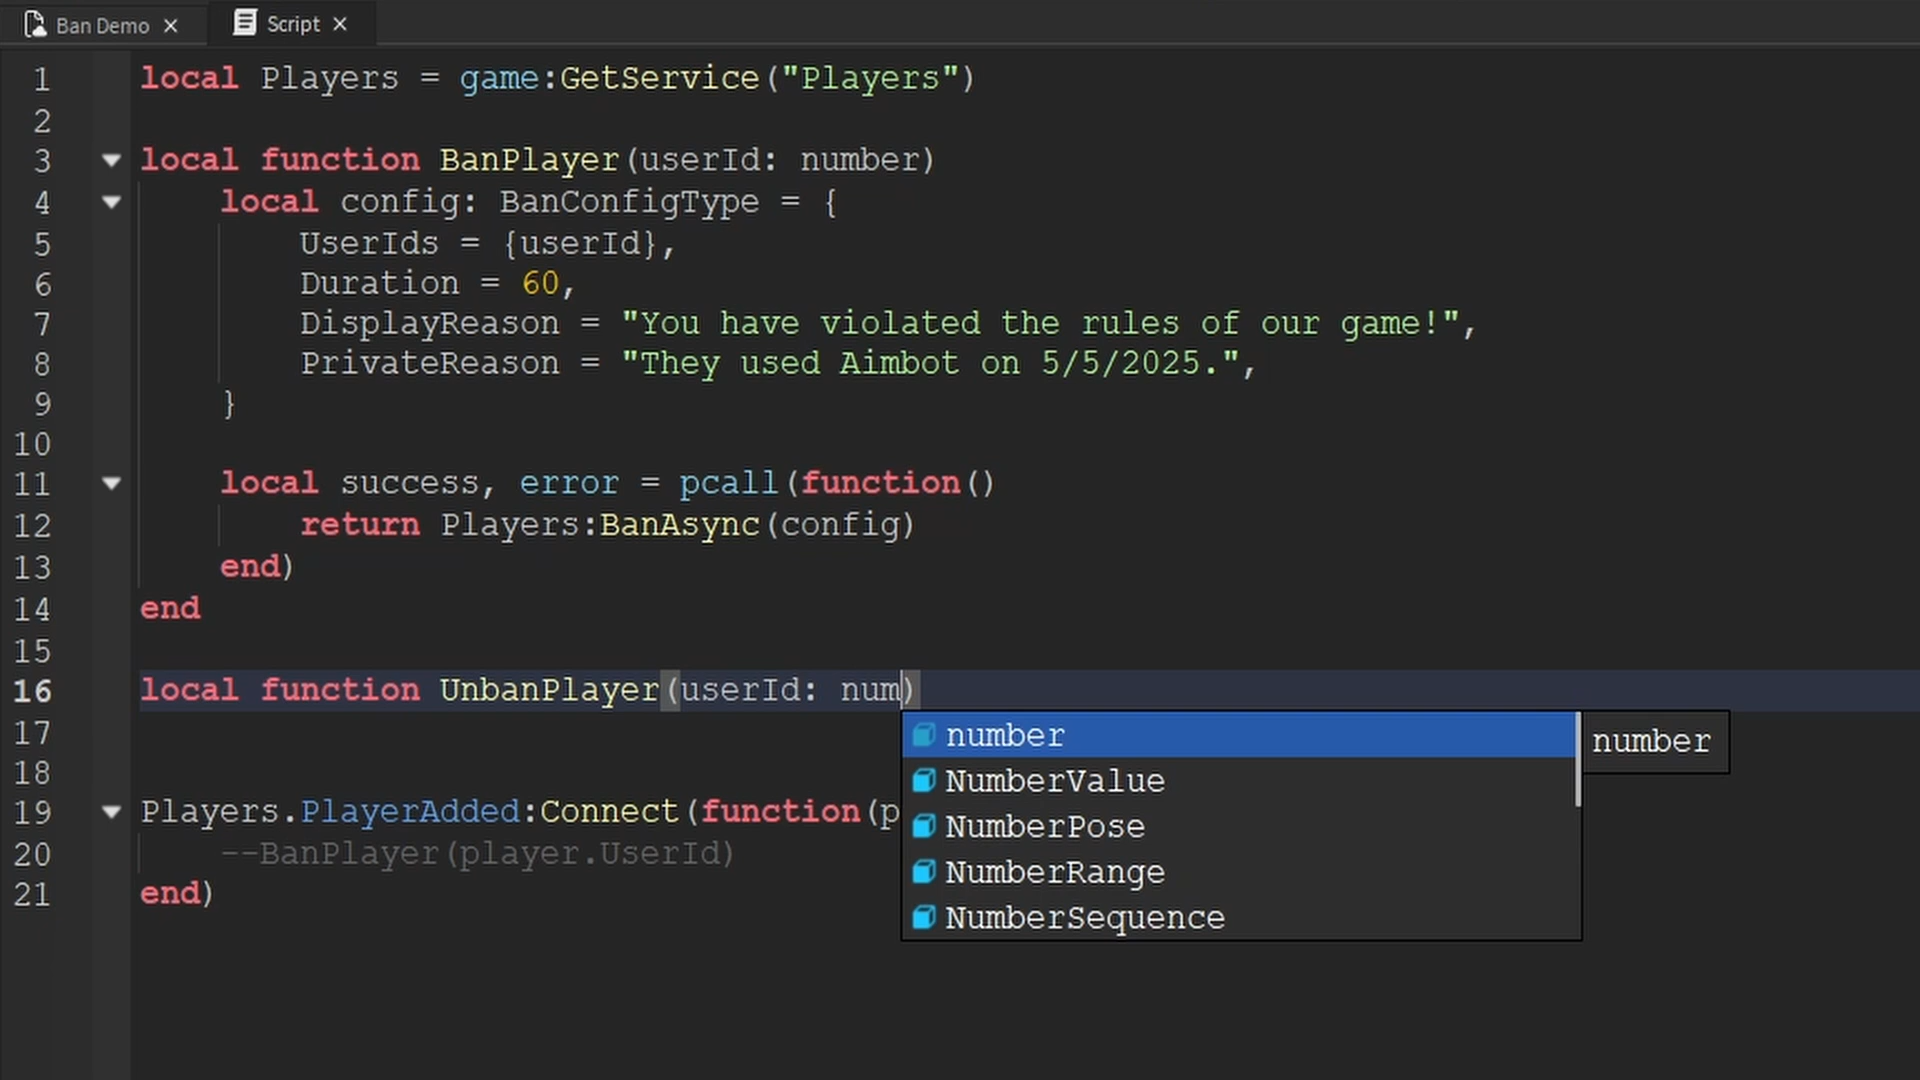 Ban Demo
Script
1 local Players = game:GetService("Players")
2
3 local function BanPlayer(userId: number)
4 local config: BanConfigType = {
5 UserIds = {userId},
6 Duration = 60,
7 DisplayReason = "You have violated the rules of our game!",
8 PrivateReason = "They used Aimbot on 5/5/2025.",
9 }
10
11 local success, error = pcall(function()
12 return Players:BanAsync(config)
13 end)
14 end
15
16 local function UnbanPlayer(userId: num)
17
18
19 Players.PlayerAdded:Connect(function(p
20 --BanPlayer(player.UserId)
21 end)
number
NumberValue
NumberPose
NumberRange
NumberSequence
number